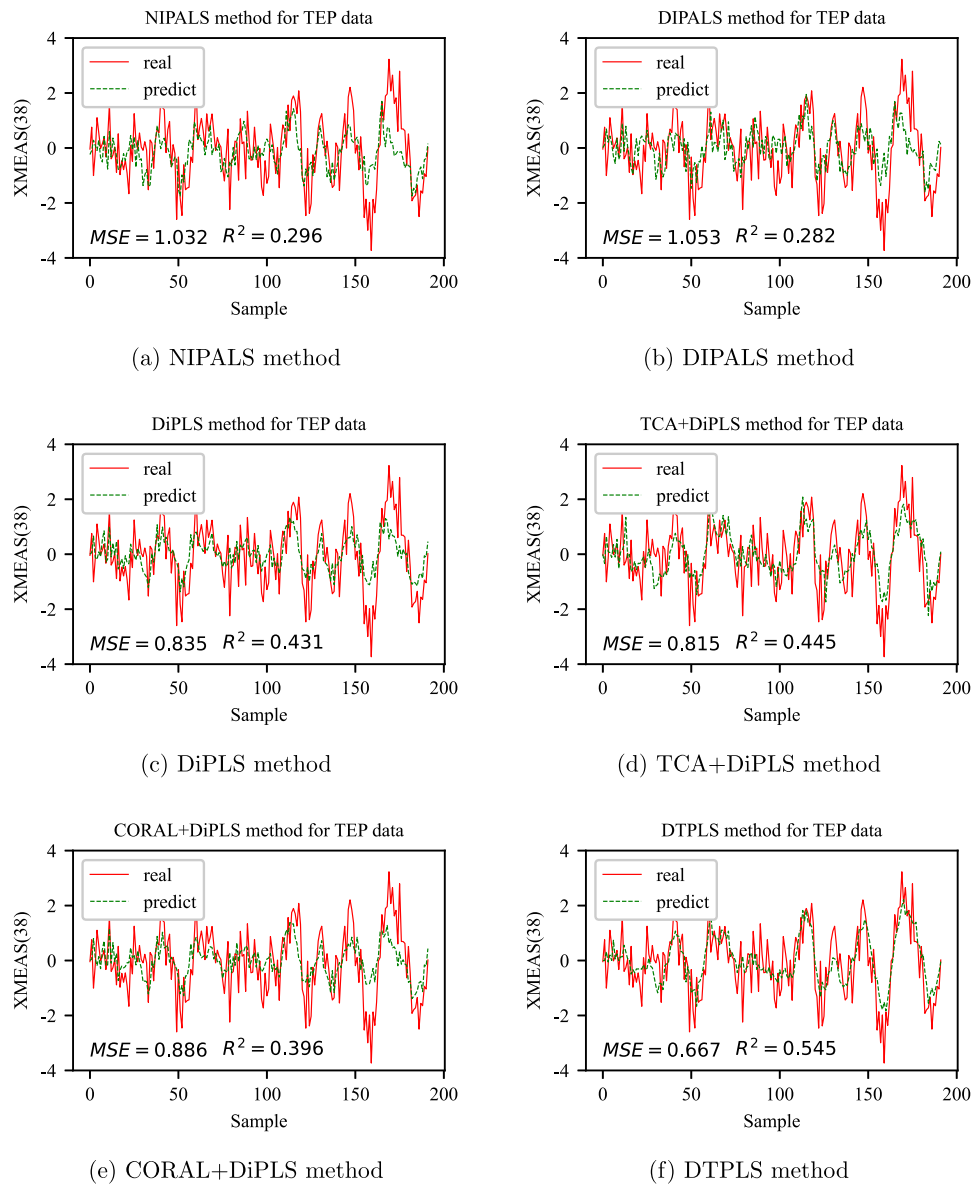 NIPALS method for TEP data
4
2
0
-2
-4
XMEAS(38)
real
predict
MSE = 1.032 R² = 0.296
0 50 100 150 200
Sample
(a) NIPALS method
DIPALS method for TEP data
4
2
0
-2
-4
XMEAS(38)
real
predict
MSE = 1.053 R² = 0.282
0 50 100 150 200
Sample
(b) DIPALS method
DiPLS method for TEP data
4
2
0
-2
-4
XMEAS(38)
real
predict
MSE = 0.835 R² = 0.431
0 50 100 150 200
Sample
(c) DiPLS method
TCA+DiPLS method for TEP data
4
2
0
-2
-4
XMEAS(38)
real
predict
MSE = 0.815 R² = 0.445
0 50 100 150 200
Sample
(d) TCA+DiPLS method
CORAL+DiPLS method for TEP data
4
2
0
-2
-4
XMEAS(38)
real
predict
MSE = 0.886 R² = 0.396
0 50 100 150 200
Sample
(e) CORAL+DiPLS method
DTPLS method for TEP data
4
2
0
-2
-4
XMEAS(38)
real
predict
MSE = 0.667 R² = 0.545
0 50 100 150 200
Sample
(f) DTPLS method